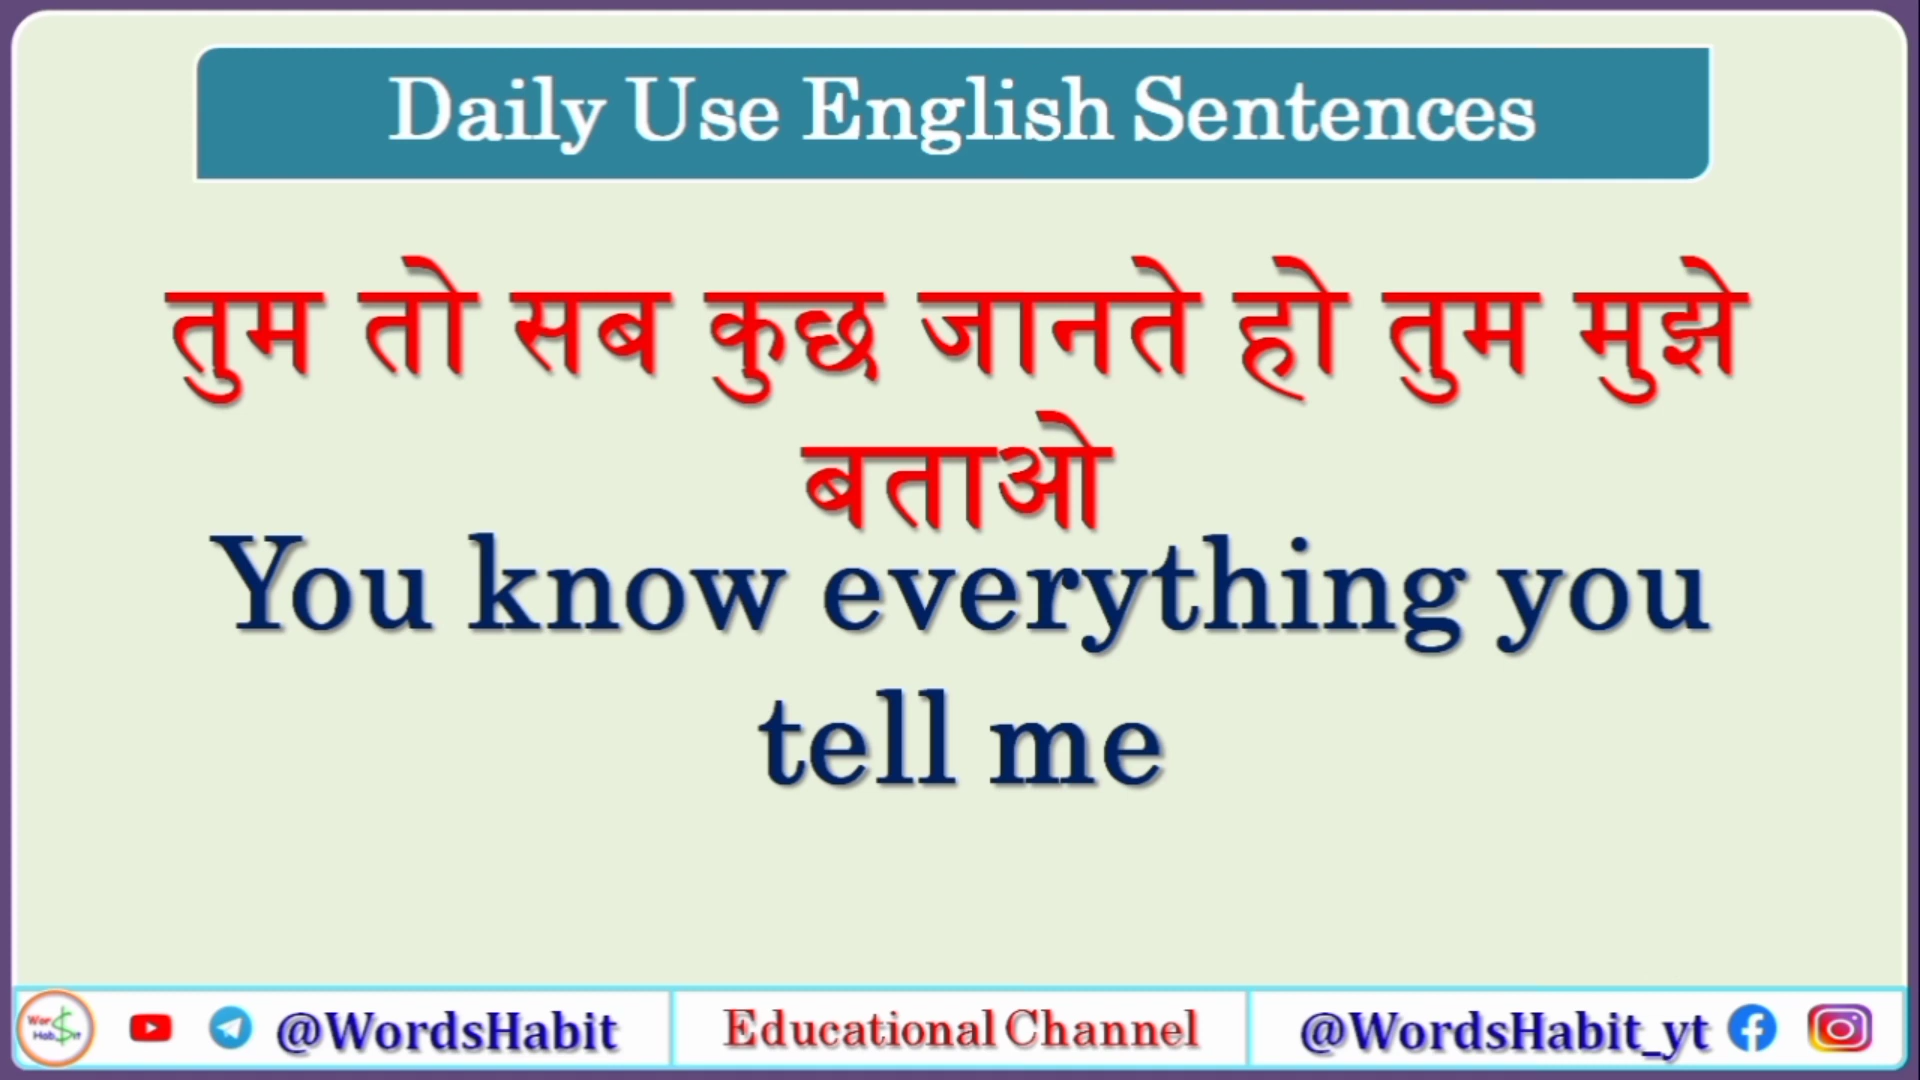 Daily Use English Sentences
तुम तो सब कुछ जानते हो तुम मुझे
बताओ
You know everything you
tell me
@WordsHabit
Educational Channel
@WordsHabit_yt